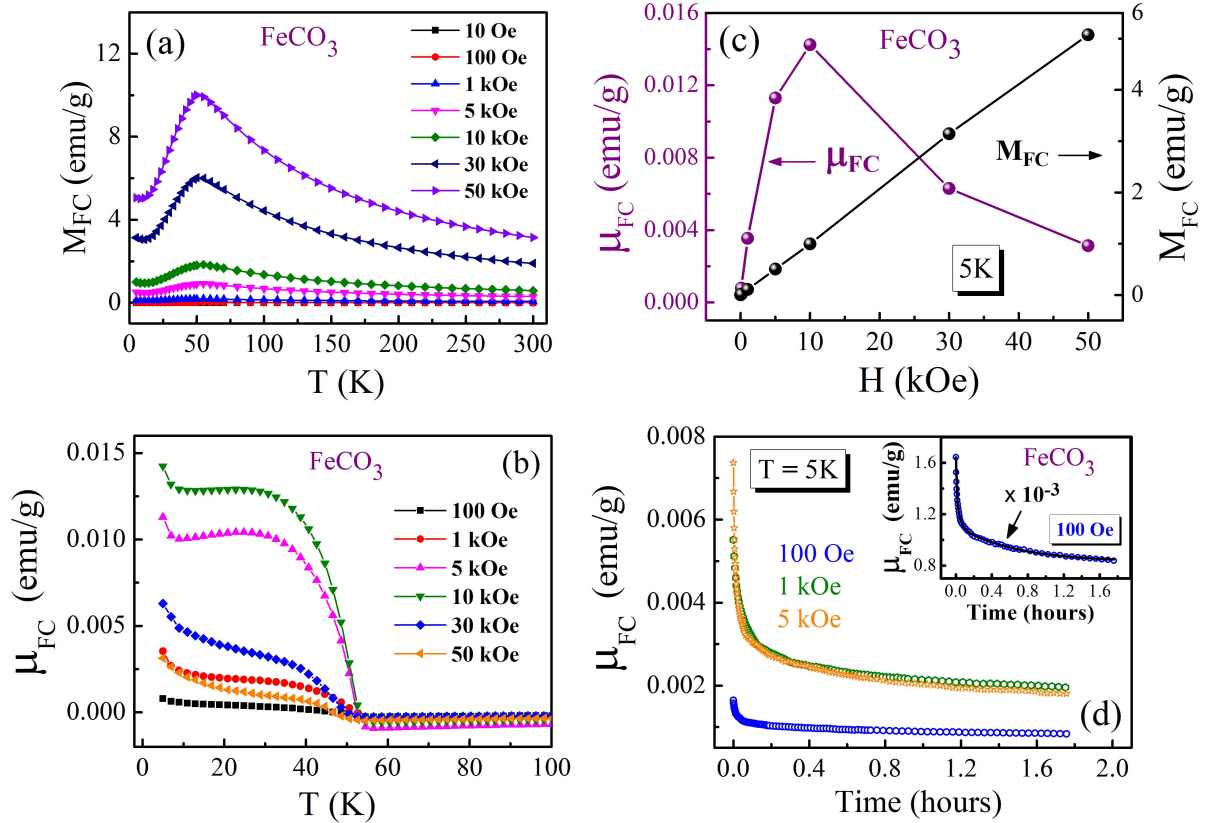 (a)
FeCO3
10 Oe
100 Oe
1 kOe
5 kOe
10 kOe
30 kOe
50 kOe
MFC (emu/g)
12
8
4
0
0
50
100
150
200
250
300
T (K)
(c)
FeCO3
μFC (emu/g)
0.016
0.012
0.008
0.004
0.000
μFC
MFC
5K
6
4
2
0
MFC (emu/g)
0
10
20
30
40
50
H (kOe)
(b)
FeCO3
100 Oe
1 kOe
5 kOe
10 kOe
30 kOe
50 kOe
μFC (emu/g)
0.015
0.010
0.005
0.000
0
20
40
60
80
100
T (K)
μFC (emu/g)
0.008
0.006
0.004
0.002
T = 5K
100 Oe
1 kOe
5 kOe
(d)
0.0
0.4
0.8
1.2
1.6
2.0
Time (hours)
FeCO3
x 10-3
100 Oe
μFC (emu/g)
1.6
1.2
0.8
0.0 0.4 0.8 1.2 1.6
Time (hours)